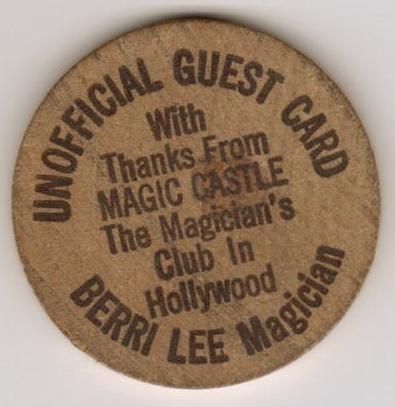 UNOFFICIAL GUEST CARD
With
Thanks From
MAGIC CASTLE
The Magician's
Club In
Hollywood
BERRI LEE Magician